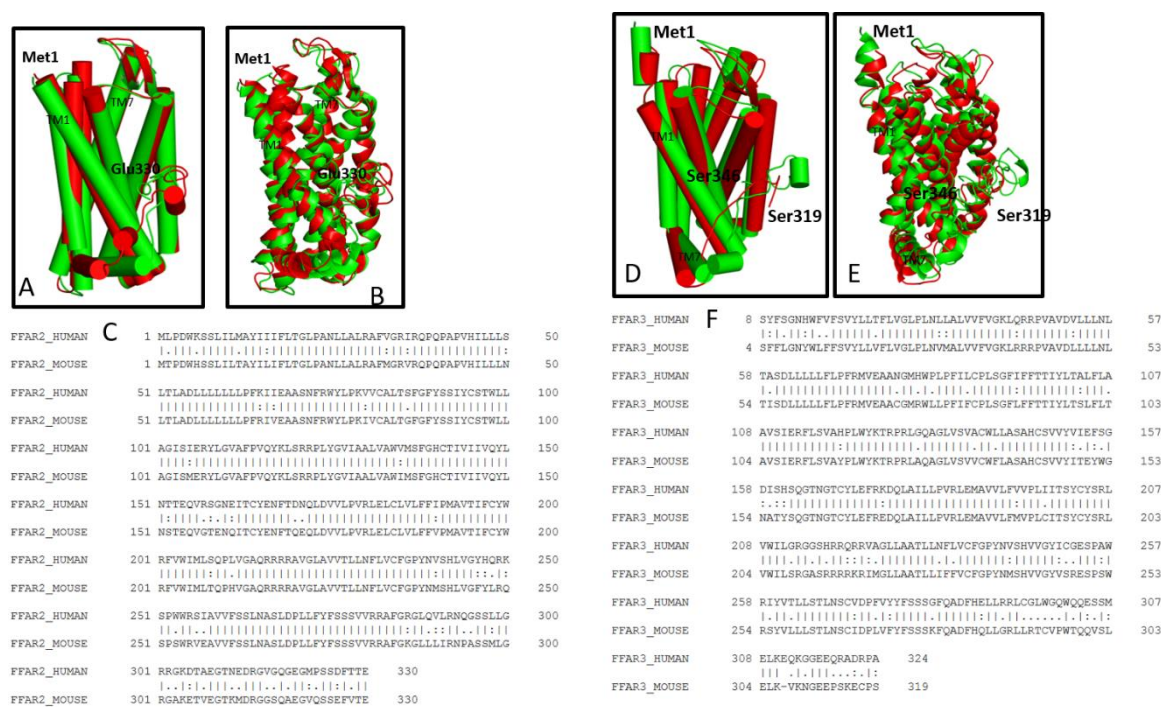 Met1
TM1
TM7
Glu330
A
Met1
TM7
TM1
Glu330
B
Met1
TM1
Ser346
Ser319
TM7
D
Met1
TM1
Ser346
Ser319
TM7
E
C
FFAR2_HUMAN 1 MLPDWKSSLILMAYIIIFLTGLPANLLALRAFVGRIRQPQPAPVHILLLS 50
FFAR2_MOUSE 1 MTPDWHSSLILTAYILIFLTGLPANLLALRAFMGRVRQPQPAPVHILLLN 50
FFAR2_HUMAN 51 LTLADLLLLLLLPFKIIEAASNFRWYLPKVVCALTSFGFYSSIYCSTWLL 100
FFAR2_MOUSE 51 LTLADLLLLLLLPFRIVEAASNFRWYLPKIVCALTGFGFYSSIYCSTWLL 100
FFAR2_HUMAN 101 AGISIERYLGVAFPVQYKLSRRPLYGVIAALVAWVMSFGHCTIVIIVQYL 150
FFAR2_MOUSE 101 AGISMERYLGVAFPVQYKLSRRPLYGVIAALVAWIMSFGHCTIVIIVQYL 150
FFAR2_HUMAN 151 NTTEQVRSGNEITCYENFTDNQLDVVLPVRLELCLVLFFIPMAVTIFCYW 200
FFAR2_MOUSE 151 NSTEQVGTENQITCYENFTQEQLDVVLPVRLELCLVLFFVPMAVTIFCYW 200
FFAR2_HUMAN 201 RFVWIMLSQPLVGAQRRRRAVGLAVVTLLNFLVCFGPYNVSHLVGYHQRK 250
FFAR2_MOUSE 201 RFVWIMLTQPHVGAQRRRRAVGLAVVTLLNFLVCFGPYNMSHLVGFYLRQ 250
FFAR2_HUMAN 251 SPWWRSIAVVFSSLNASLDPLLFYFSSSVVRRAFGRGLQVLRNQGSSLLG 300
FFAR2_MOUSE 251 SPSWRVEAVVFSSLNASLDPLLFYFSSSVVRRAFGKGLLLIRNPASSMLG 300
FFAR2_HUMAN 301 RRGKDTAEGTNEDRGVGQGEGMPSSDFTTE 330
FFAR2_MOUSE 301 RGAKETVEGTKMDRGGSQAEGVQSSEFVTE 330
F
FFAR3_HUMAN 8 SYFSGNHWFVFSVYLLTFLVGLPLNLLALVVFVGKLQRRPVAVDVLLLNL 57
FFAR3_MOUSE 4 SFFLGNYWLFFSVYLLVFLVGLPLNVMALVVFVGKLRRRPVAVDLLLLNL 53
FFAR3_HUMAN 58 TASDLLLLLFLPFRMVEAANGMHWPLPFILCPLSGFIFFTTIYLTALFLA 107
FFAR3_MOUSE 54 TISDLLLLLFLPFRMVEAACGMRWLLPFIFCPLSGFLFFTTIYLTSLFLT 103
FFAR3_HUMAN 108 AVSIERFLSVAHPLWYKTRPRLGQAGLVSVACWLLASAHCSVVYVIEFSG 157
FFAR3_MOUSE 104 AVSIERFLSVAYPLWYKTRPRLAQAGLVSVVCWFLASAHCSVVYITEYWG 153
FFAR3_HUMAN 158 DISHSQGTNGTCYLEFRKDQLAILLPVRLEMAVVLFVVPLIITSYCYSRL 207
FFAR3_MOUSE 154 NATYSQGTNGTCYLEFREDQLAILLPVRLEMAVVLFMVPLCITSYCYSRL 203
FFAR3_HUMAN 208 VWILGRGGSHRRQRRVAGLLAATLLNFLVCFGPYNVSHVVGYICGESPAW 257
FFAR3_MOUSE 204 VWILSRGASRRRRKRIMGLLAATLLIFFVCFGPYNMSHVVGYVSRESPSW 253
FFAR3_HUMAN 258 RIYVTLLSTLNSCVDPFVYYFSSSGFQADFHELLRRLCGLWGQWQQESSM 307
FFAR3_MOUSE 254 RSYVLLLSTLNSCIDPLVFYFSSSKFQADFHQLLGRLLRTCVPWTQQVSL 303
FFAR3_HUMAN 308 ELKEQKGGEEQRADRPA 324
FFAR3_MOUSE 304 ELK-VKNGEEPSKECPS 319